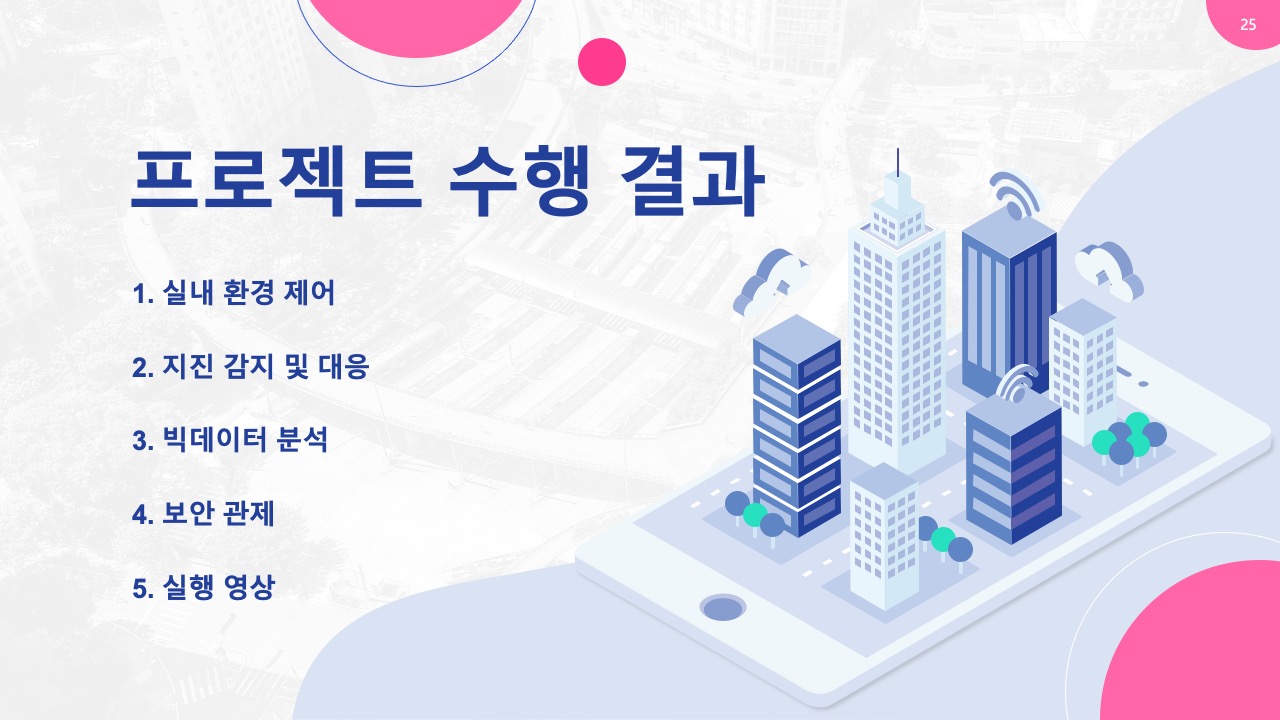 25
프로젝트 수행 결과
1. 실내 환경 제어
2. 지진 감지 및 대응
3. 빅데이터 분석
4. 보안 관제
5. 실행 영상